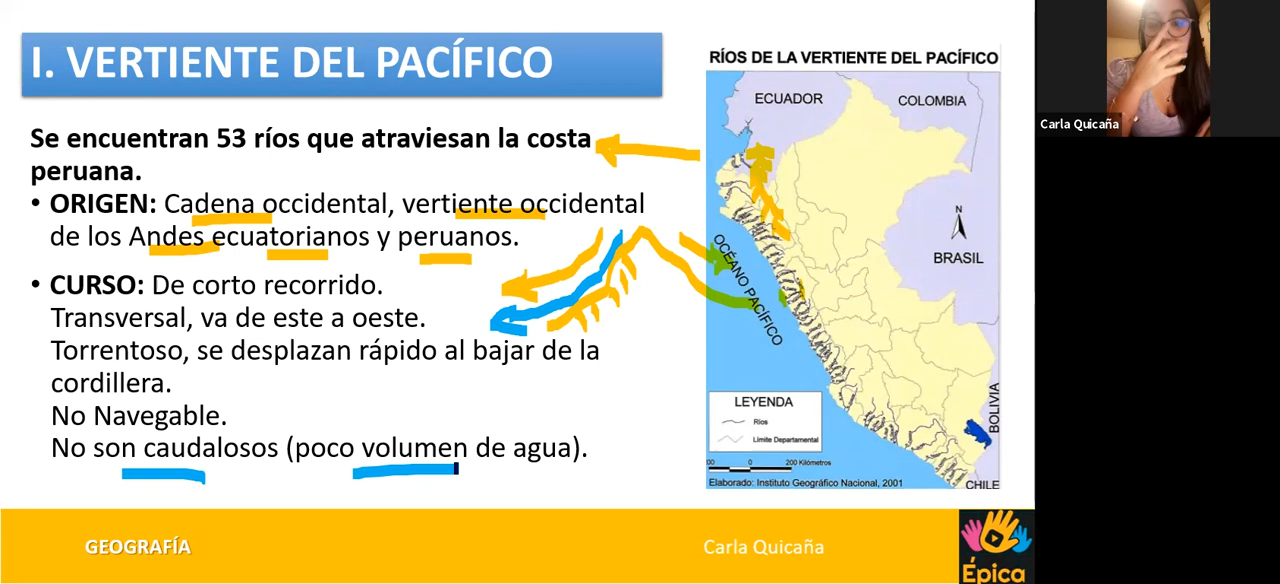 I. VERTIENTE DEL PACÍFICO
Se encuentran 53 ríos que atraviesan la costa
peruana.
• ORIGEN: Cadena occidental, vertiente occidental
de los Andes ecuatorianos y peruanos.
• CURSO: De corto recorrido.
Transversal, va de este a oeste.
Torrentoso, se desplazan rápido al bajar de la
cordillera.
No Navegable.
No son caudalosos (poco volumen de agua).
RÍOS DE LA VERTIENTE DEL PACÍFICO
ECUADOR
COLOMBIA
N
BRASIL
OCÉANO PACÍFICO
BOLIVIA
LEYENDA
Ríos
Límite Departamental
00 0 200 Kilómetros
Elaborado: Instituto Geográfico Nacional, 2001
CHILE
Carla Quicaña
GEOGRAFÍA
Carla Quicaña
Épica